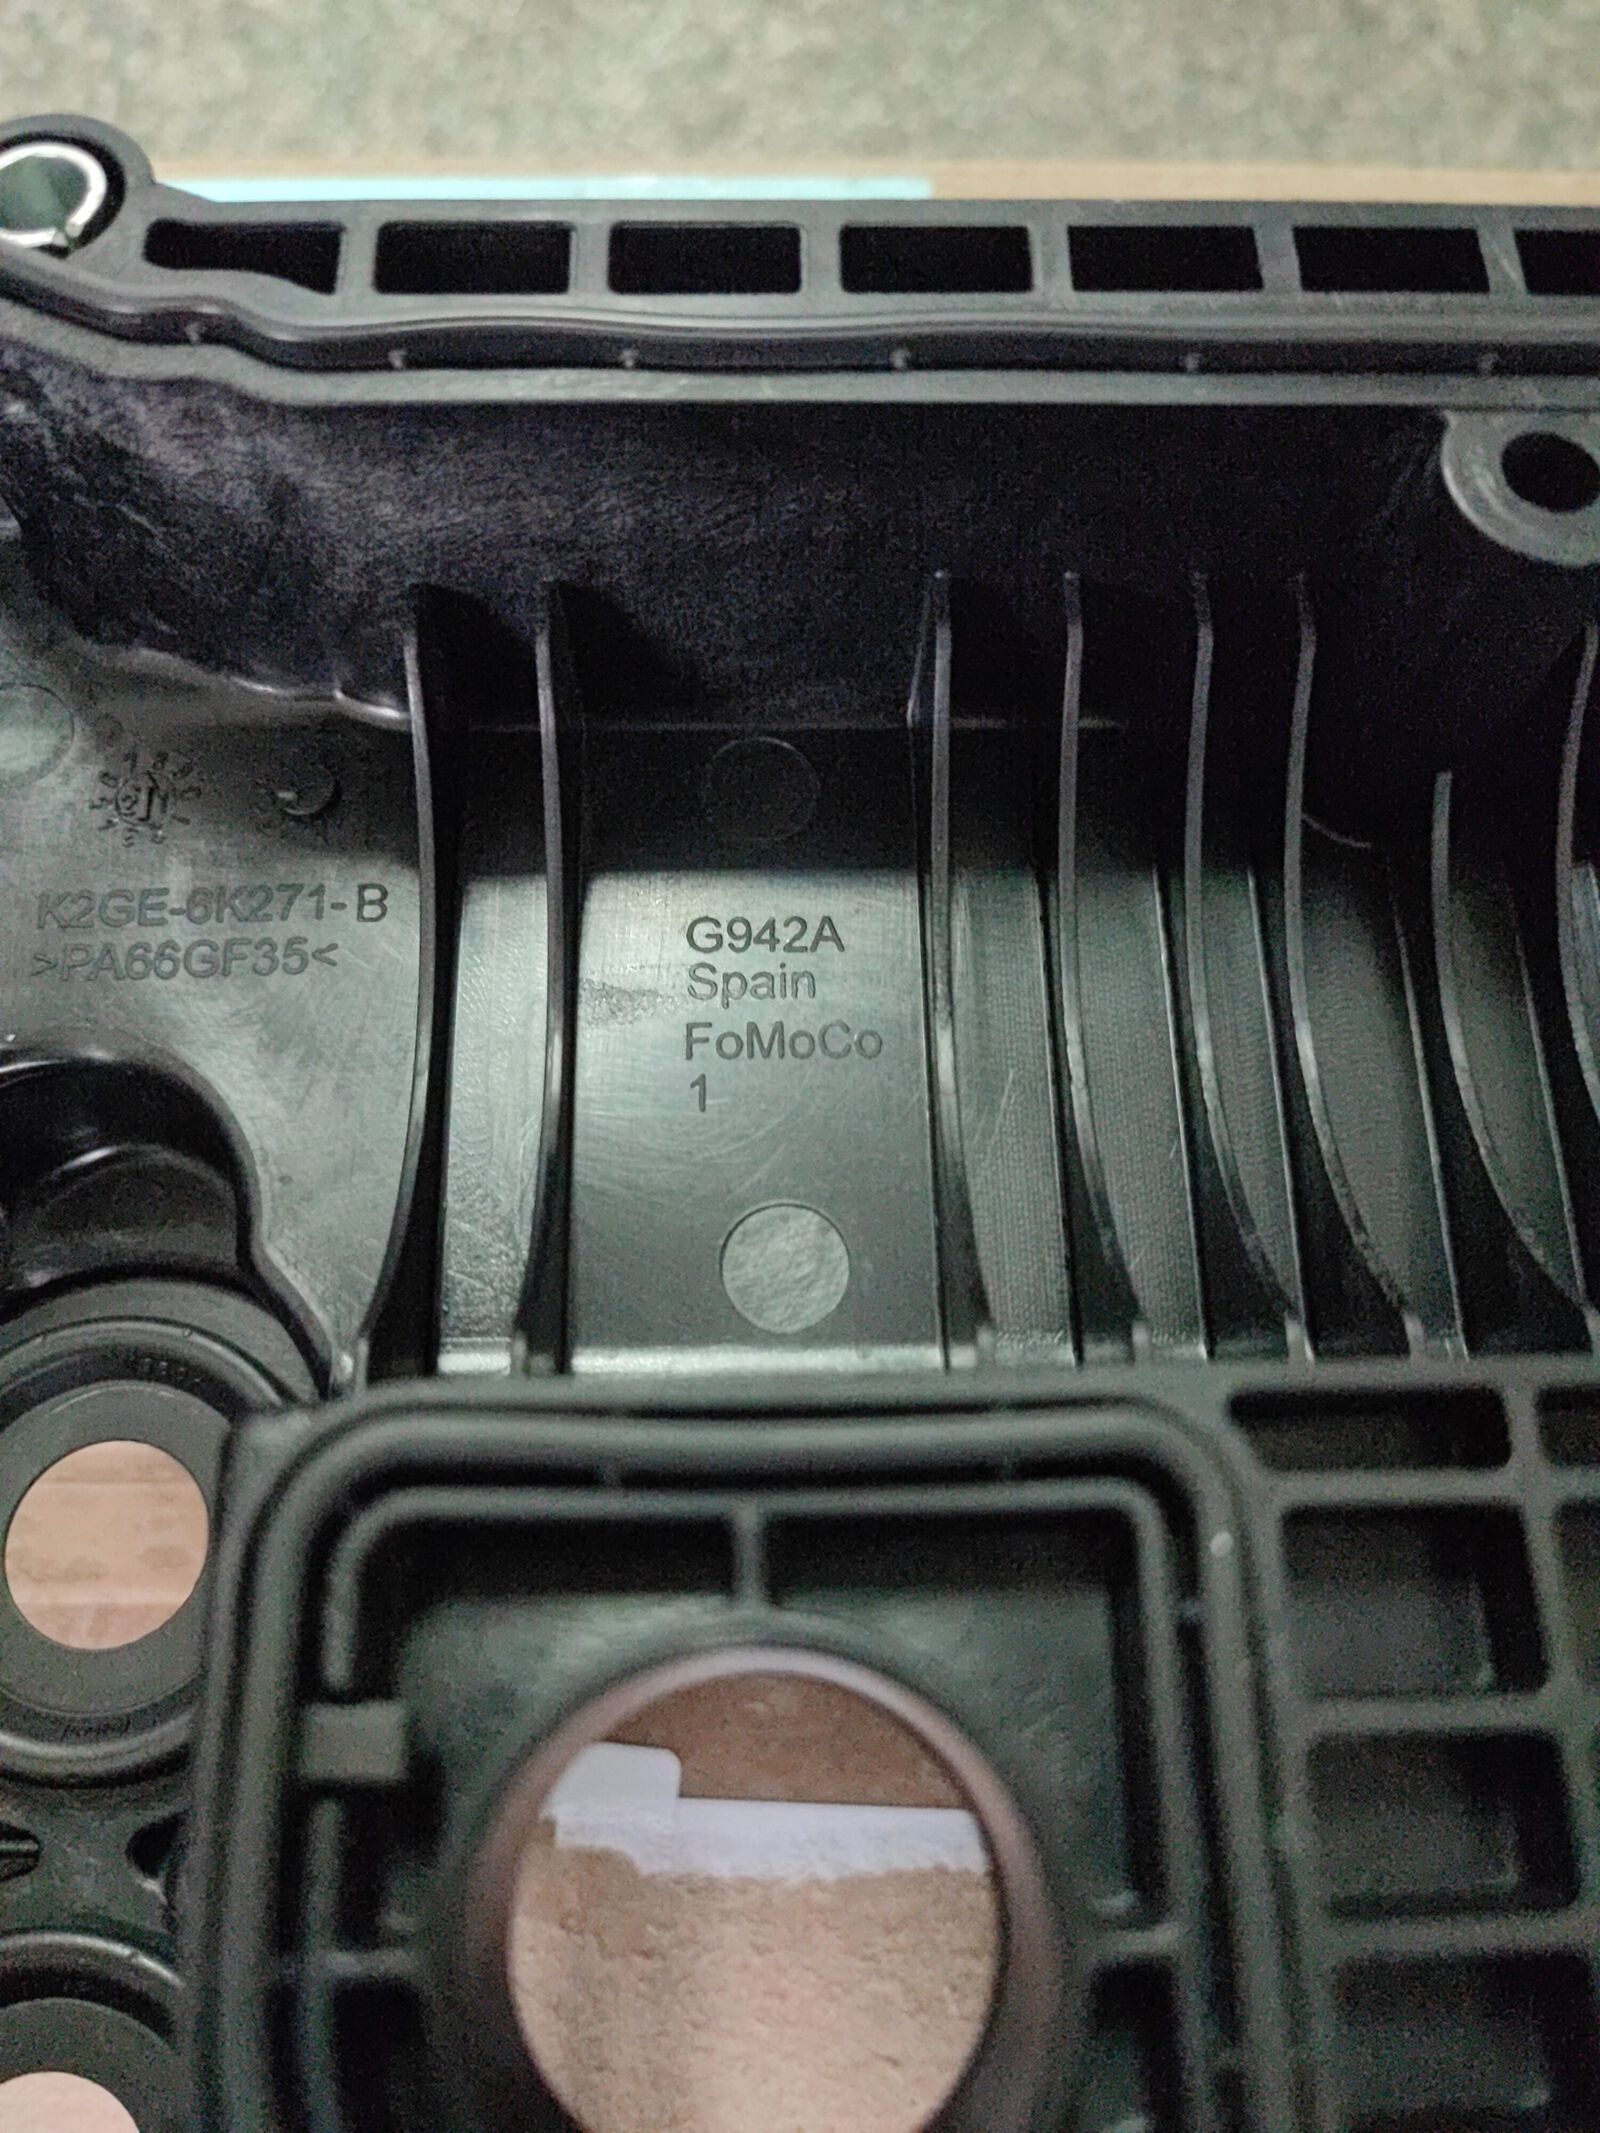 K2GE-6K271-B
>PA66GF35<
G942A
Spain
FoMoCo
1